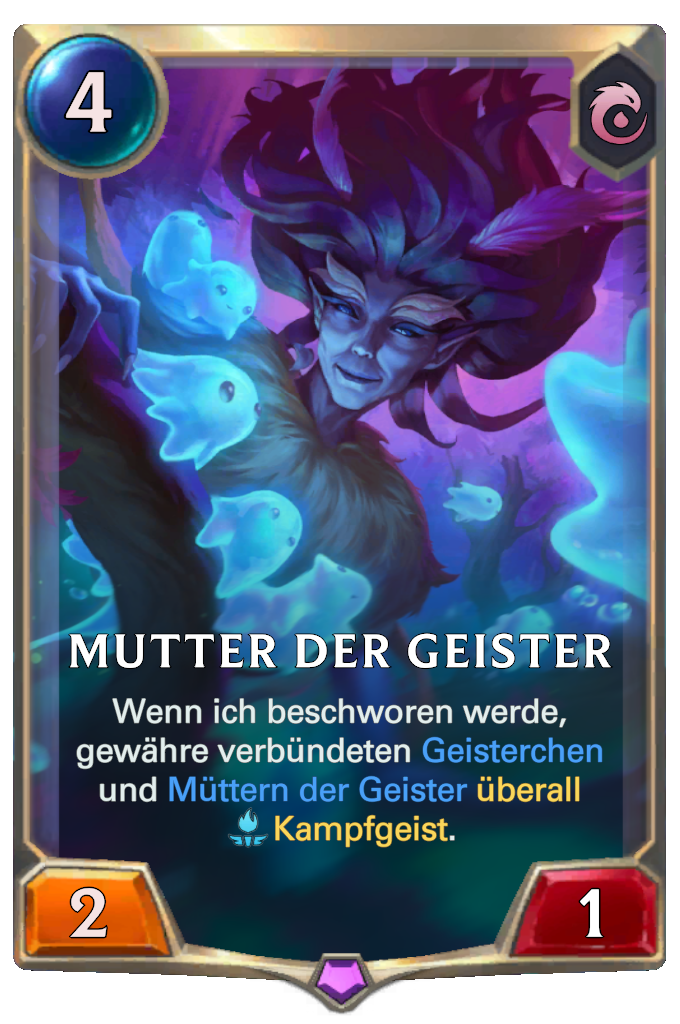 4
MUTTER DER GEISTER
Wenn ich beschworen werde,
gewähre verbündeten Geisterchen
und Müttern der Geister überall
Kampfgeist.
2
1